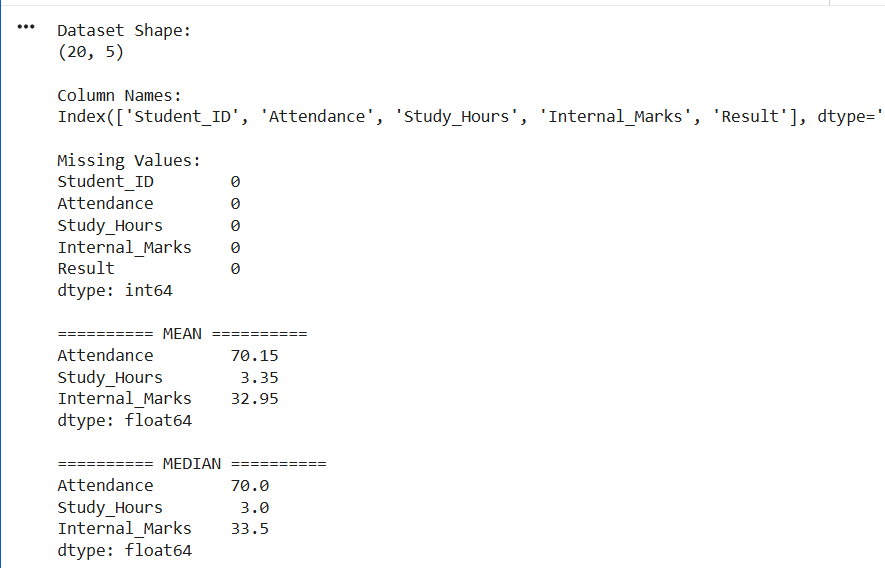 Dataset Shape:
(20, 5)
Column Names:
Index(['Student_ID', 'Attendance', 'Study_Hours', 'Internal_Marks', 'Result'], dtype='
Missing Values:
Student_ID        0
Attendance        0
Study_Hours       0
Internal_Marks    0
Result            0
dtype: int64
========== MEAN ==========
Attendance        70.15
Study_Hours        3.35
Internal_Marks    32.95
dtype: float64
========== MEDIAN ==========
Attendance        70.0
Study_Hours        3.0
Internal_Marks    33.5
dtype: float64